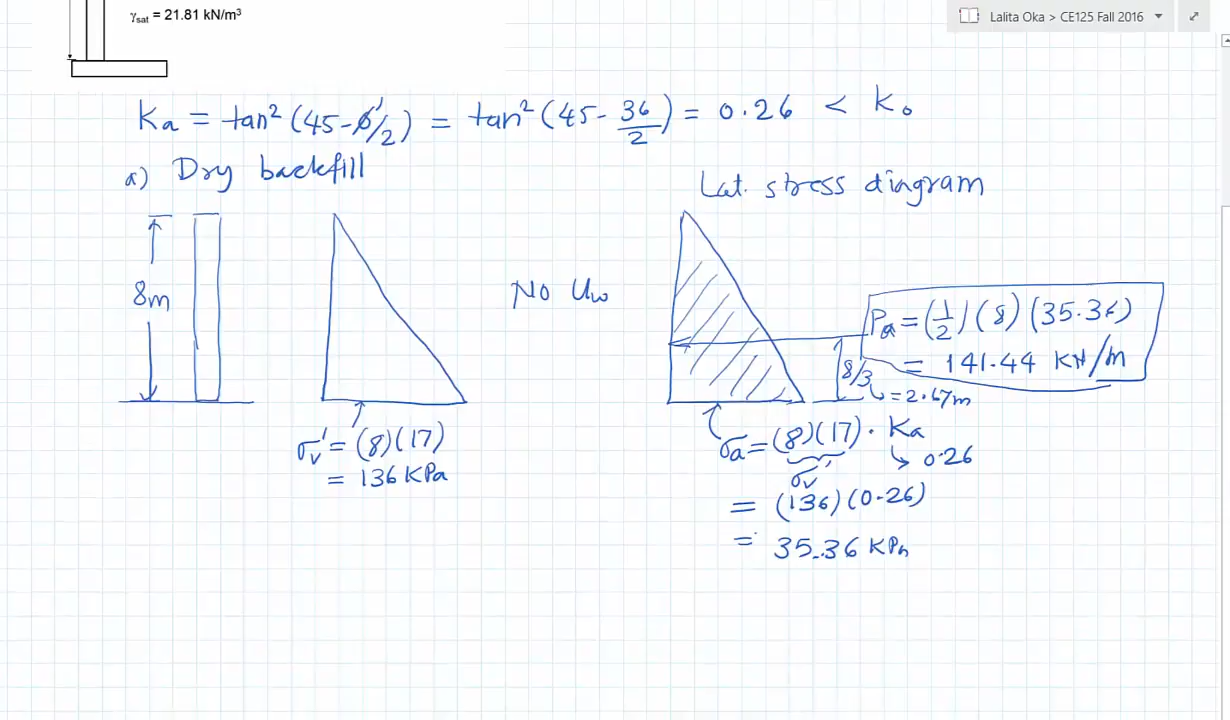 γsat = 21.81 kN/m³
Lalita Oka > CE125 Fall 2016
Ka = tan² (45-ϕ'/2) = tan² (45 - 36/2) = 0.26 < Ko
a) Dry backfill
Lat. stress diagram
8m
No Uw
Pa = (1/2) (8) (35.36)
= 141.44 KN/m
8/3
= 2.67m
σv' = (8)(17)
= 136 KPa
σa = (8)(17) · Ka
σv'
0.26
= (136) (0.26)
= 35.36 KPa